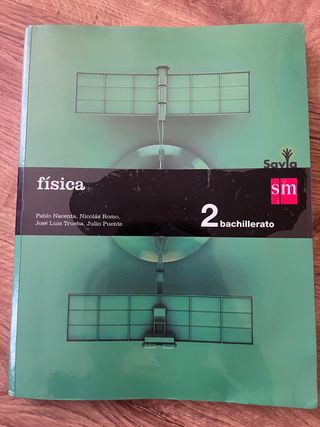 Savia
física
sm
Pablo Nacenta, Nicolás Romo,
José Luis Trueba, Julio Puente
2 bachillerato